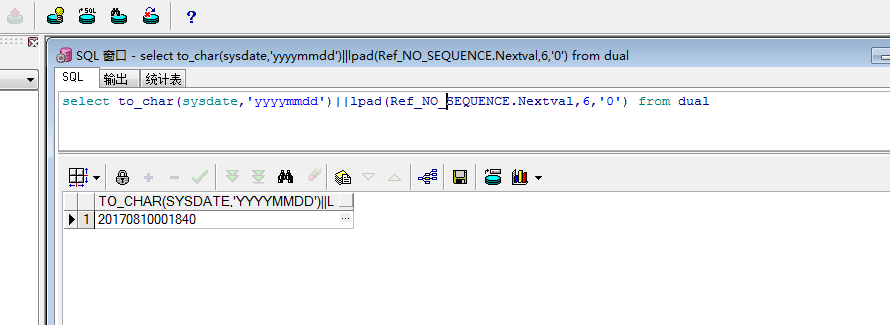 SQL
?
SQL 窗口 - select to_char(sysdate,'yyyymmdd')||lpad(Ref_NO_SEQUENCE.Nextval,6,'0') from dual
SQL 输出 统计表
select to_char(sysdate,'yyyymmdd')||lpad(Ref_NO_SEQUENCE.Nextval,6,'0') from dual
TO_CHAR(SYSDATE,'YYYYMMDD')||L
1 20170810001840 ...